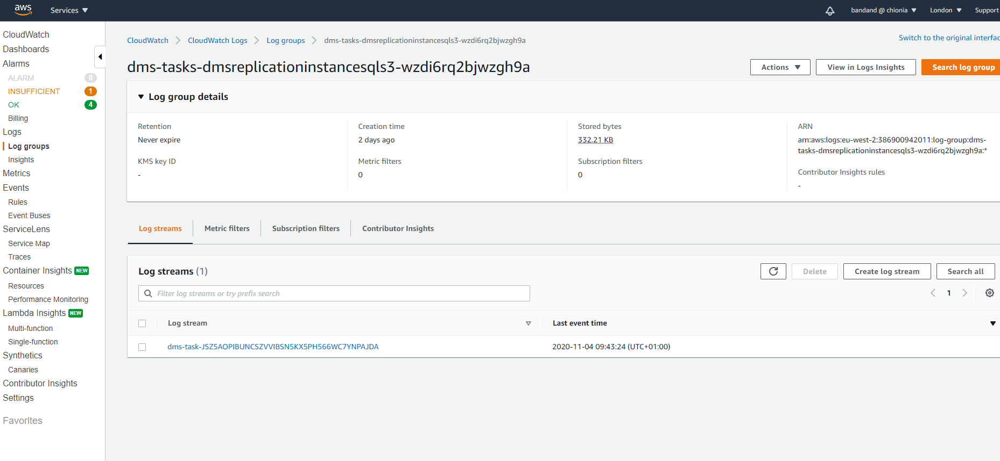 aws
Services
bandand @ chionia
London
Support
CloudWatch
Dashboards
Alarms
ALARM 0
INSUFFICIENT 1
OK 4
Billing
Logs
Log groups
Insights
Metrics
Events
Rules
Event Buses
ServiceLens
Service Map
Traces
Container Insights NEW
Resources
Performance Monitoring
Lambda Insights NEW
Multi-function
Single-function
Synthetics
Canaries
Contributor Insights
Settings
Favorites
CloudWatch
CloudWatch Logs
Log groups
dms-tasks-dmsreplicationinstancesqls3-wzdi6rq2bjwzgh9a
Switch to the original interfac
dms-tasks-dmsreplicationinstancesqls3-wzdi6rq2bjwzgh9a
Actions
View in Logs Insights
Search log group
Log group details
Retention
Never expire
KMS key ID
-
Creation time
2 days ago
Metric filters
0
Stored bytes
332.21 KB
Subscription filters
0
ARN
arn:aws:logs:eu-west-2:386900942011:log-group:dms-
tasks-dmsreplicationinstancesqls3-wzdi6rq2bjwzgh9a:*
Contributor Insights rules
-
Log streams
Metric filters
Subscription filters
Contributor Insights
Log streams (1)
Delete
Create log stream
Search all
Filter log streams or try prefix search
1
Log stream
Last event time
dms-task-JSZ5AOPIBUNCSZVVIBSN5KX5PH566WC7YNPAJDA
2020-11-04 09:43:24 (UTC+01:00)